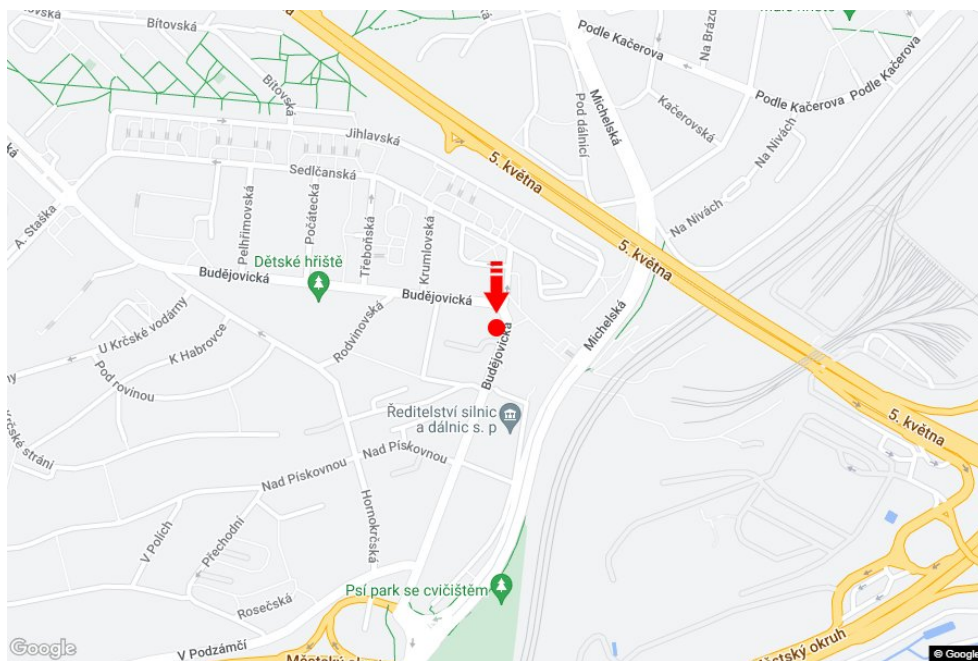 Bítovská
Bítovská
Bítovská
Jihlavská
Sedlčanská
Pelhřimovská
Počátecká
Třeboňská
Krumlovská
A. Staška
Dětské hřiště
Budějovická
Budějovická
Budějovická
U Krčské vodárny
K Habrovce
Pod rovinou
Rodvínovská
Ředitelství silnic
a dálnic s. p
Nad Pískovnou
Nad Pískovnou
Hornokrčská
V Polích
Přechodní
Rosečská
V Podzámčí
Psí park se cvičištěm
Michelská
Michelská
Pod dálnicí
Podle Kačerova
Podle Kačerova
Podle Kačerova
Kačerovská
Na Nivách
Na Nivách
5. května
5. května
5. května
Google
© Google